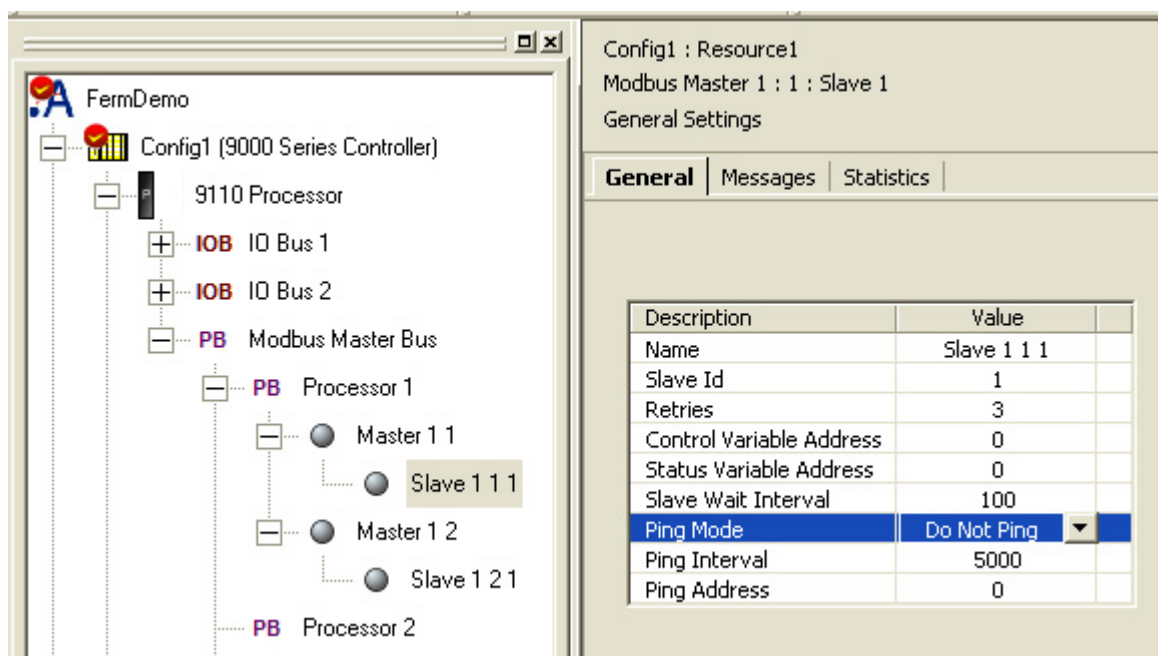 FermDemo
Config1 (9000 Series Controller)
P
9110 Processor
IOB IO Bus 1
IOB IO Bus 2
PB Modbus Master Bus
PB Processor 1
Master 1 1
Slave 1 1 1
Master 1 2
Slave 1 2 1
PB Processor 2
Config1 : Resource1
Modbus Master 1 : 1 : Slave 1
General Settings
General Messages Statistics
Description Value
Name Slave 1 1 1
Slave Id 1
Retries 3
Control Variable Address 0
Status Variable Address 0
Slave Wait Interval 100
Ping Mode Do Not Ping
Ping Interval 5000
Ping Address 0